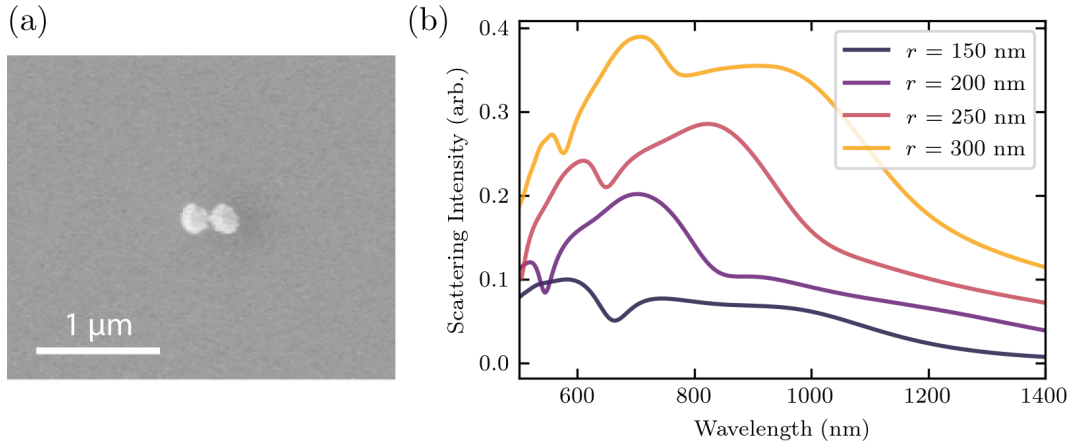 (a)
1 μm
(b)
Scattering Intensity (arb.)
0.4
0.3
0.2
0.1
0.0
600
800
1000
1200
1400
Wavelength (nm)
r = 150 nm
r = 200 nm
r = 250 nm
r = 300 nm